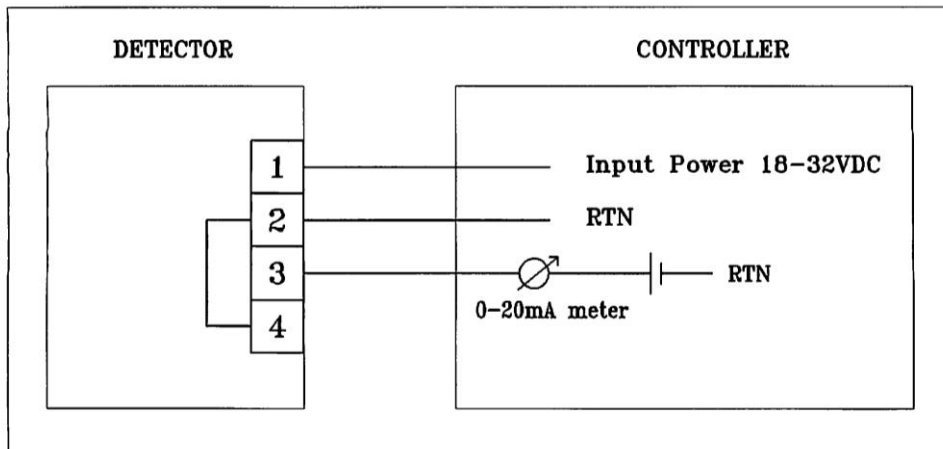 DETECTOR
CONTROLLER
1
Input Power 18-32VDC
2
RTN
3
RTN
0-20mA meter
4